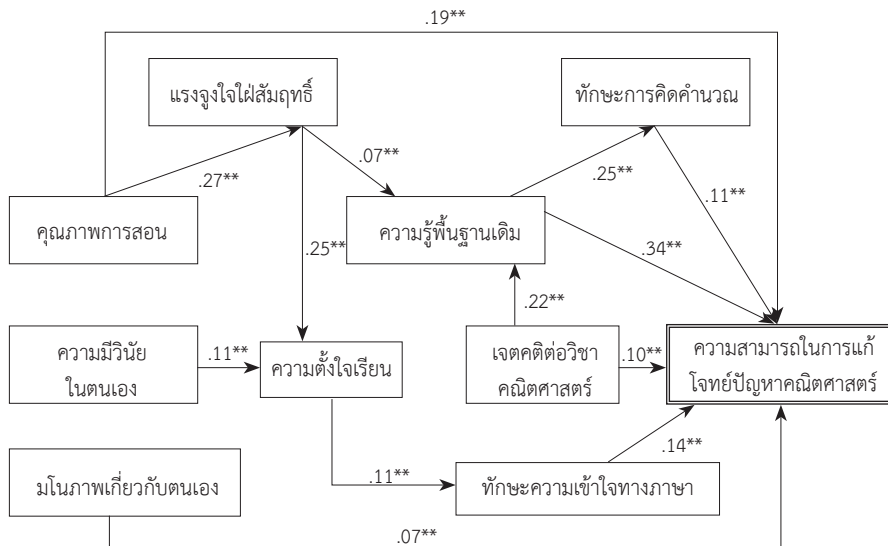 .19**
แรงจูงใจใฝ่สัมฤทธิ์
ทักษะการคิดคำนวณ
.07**
.27**
.25**
.11**
คุณภาพการสอน
ความรู้พื้นฐานเดิม
.25**
.34**
.22**
ความมีวินัย
ในตนเอง
.11**
ความตั้งใจเรียน
เจตคติต่อวิชา
คณิตศาสตร์
.10**
ความสามารถในการแก้
โจทย์ปัญหาคณิตศาสตร์
.14**
มโนภาพเกี่ยวกับตนเอง
.11**
ทักษะความเข้าใจทางภาษา
.07**